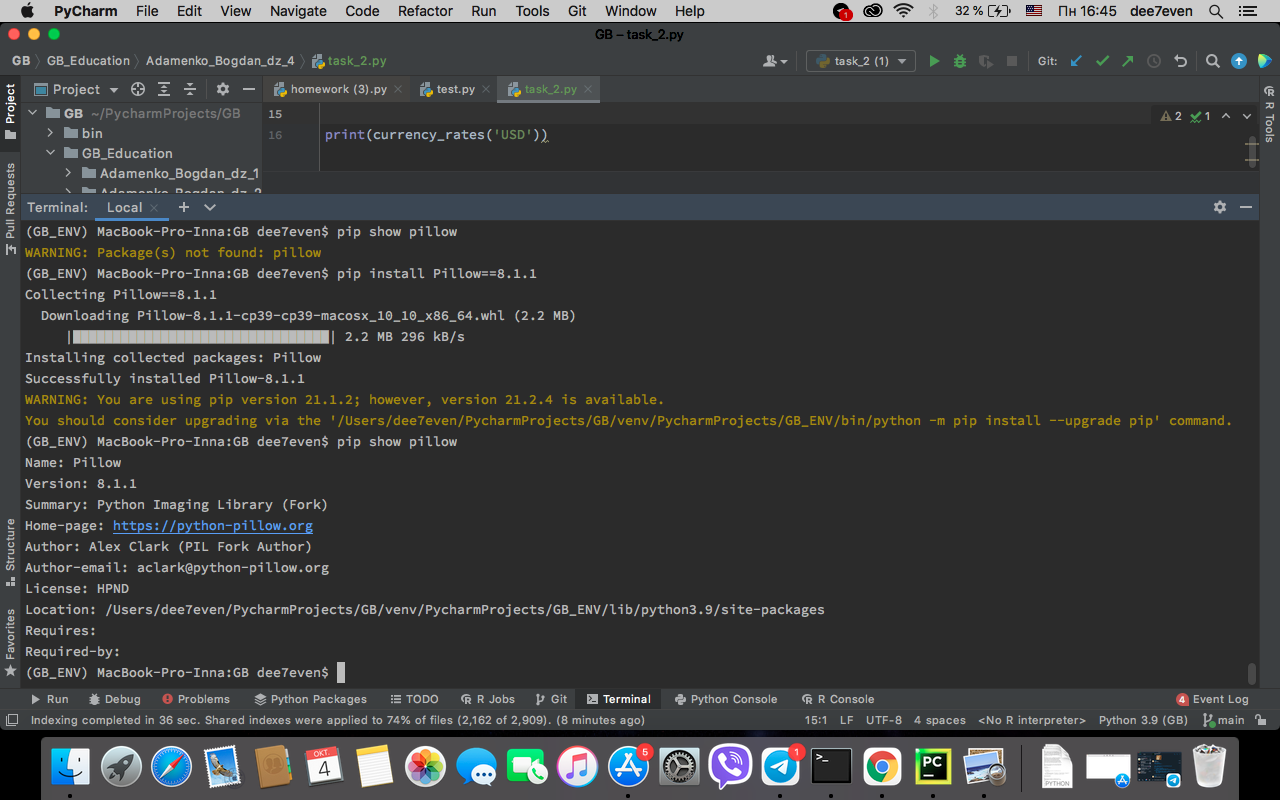 PyCharm File Edit View Navigate Code Refactor Run Tools Git Window Help 1 32 % Пн 16:45 dee7even
GB – task_2.py
GB GB_Education Adamenko_Bogdan_dz_4 task_2.py task_2 (1) Git:
Project homework (3).py test.py task_2.py
GB ~/PycharmProjects/GB 15 2 1
bin 16 print(currency_rates('USD'))
GB_Education
Adamenko_Bogdan_dz_1
Adamenko_Bogdan_dz_2
Project
Pull Requests
Structure
Favorites
R Tools
Terminal: Local
(GB_ENV) MacBook-Pro-Inna:GB dee7even$ pip show pillow
WARNING: Package(s) not found: pillow
(GB_ENV) MacBook-Pro-Inna:GB dee7even$ pip install Pillow==8.1.1
Collecting Pillow==8.1.1
Downloading Pillow-8.1.1-cp39-cp39-macosx_10_10_x86_64.whl (2.2 MB)
| | 2.2 MB 296 kB/s
Installing collected packages: Pillow
Successfully installed Pillow-8.1.1
WARNING: You are using pip version 21.1.2; however, version 21.2.4 is available.
You should consider upgrading via the '/Users/dee7even/PycharmProjects/GB/venv/PycharmProjects/GB_ENV/bin/python -m pip install --upgrade pip' command.
(GB_ENV) MacBook-Pro-Inna:GB dee7even$ pip show pillow
Name: Pillow
Version: 8.1.1
Summary: Python Imaging Library (Fork)
Home-page: https://python-pillow.org
Author: Alex Clark (PIL Fork Author)
Author-email: aclark@python-pillow.org
License: HPND
Location: /Users/dee7even/PycharmProjects/GB/venv/PycharmProjects/GB_ENV/lib/python3.9/site-packages
Requires:
Required-by:
(GB_ENV) MacBook-Pro-Inna:GB dee7even$
Run Debug Problems Python Packages TODO R Jobs Git Terminal Python Console R Console 4 Event Log
Indexing completed in 36 sec. Shared indexes were applied to 74% of files (2,162 of 2,909). (8 minutes ago) 15:1 LF UTF-8 4 spaces <No R interpreter> Python 3.9 (GB) main
ОКТ. 4 5 1 >_ PC PYTHON